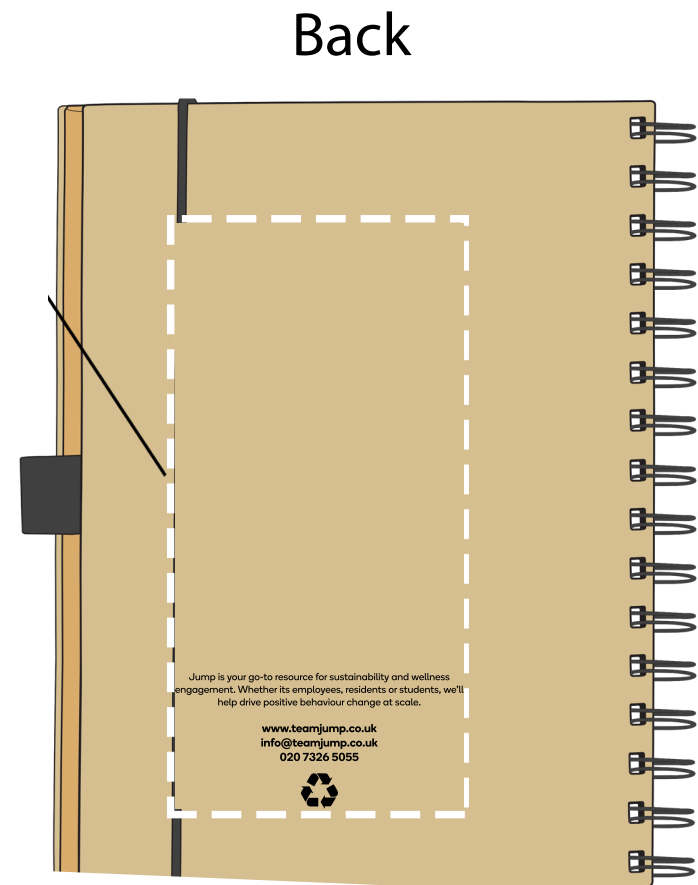 Back
Jump is your go-to resource for sustainability and wellness
engagement. Whether its employees, residents or students, we'll
help drive positive behaviour change at scale.
www.teamjump.co.uk
info@teamjump.co.uk
020 7326 5055